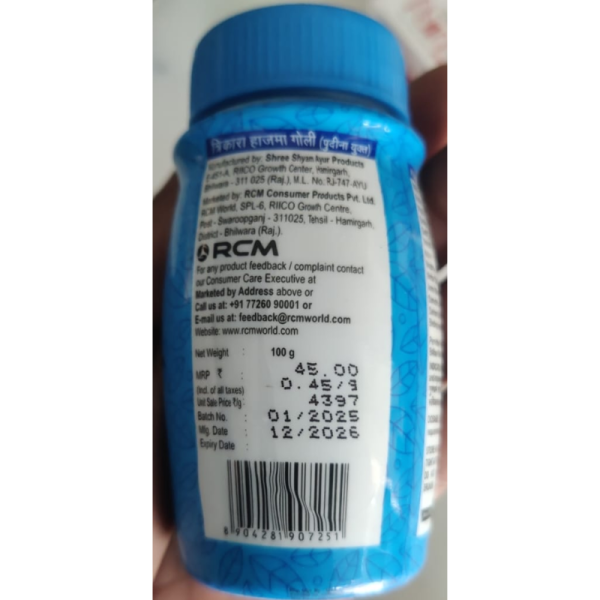 त्रिकारा हाजमा गोली (पुदीना युक्त)
Manufactured by: Shree Shyam Ayur Products
E-451-A, RIICO Growth Center, Hamirgarh,
Bhilwara - 311 025 (Raj.), M.L. No. RJ-747-AYU
Marketed by: RCM Consumer Products Pvt. Ltd.
RCM World, SPL-6, RIICO Growth Centre,
Post - Swaroopganj - 311025, Tehsil - Hamirgarh,
District - Bhilwara (Raj.).
RCM
For any product feedback / complaint contact
our Consumer Care Executive at
Marketed by Address above or
Call us at: +91 77260 90001 or
E-mail us at: feedback@rcmworld.com
Website: www.rcmworld.com
Net Weight : 100 g
MRP ₹ : 45.00
(Incl. of all taxes) 0.45/g
Unit Sale Price ₹/g :
Batch No. : 4397
Mfg. Date : 01/2025
Expiry Date : 12/2026
8 904281 907251